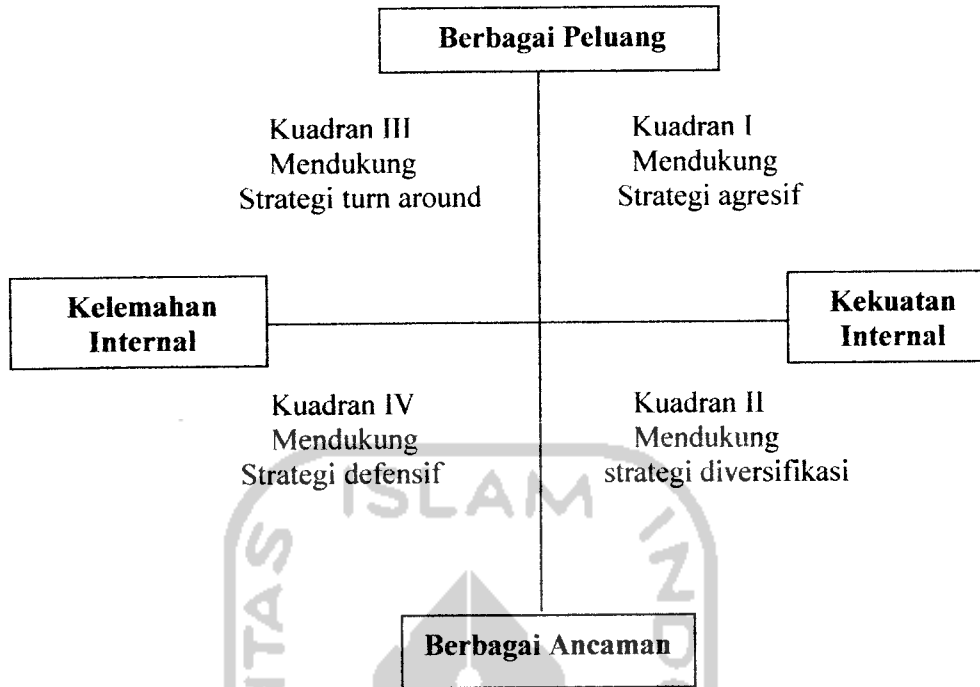 Berbagai Peluang
Kuadran III
Mendukung
Strategi turn around
Kuadran I
Mendukung
Strategi agresif
Kelemahan
Internal
Kekuatan
Internal
Kuadran IV
Mendukung
Strategi defensif
Kuadran II
Mendukung
strategi diversifikasi
ISLAM
Berbagai Ancaman